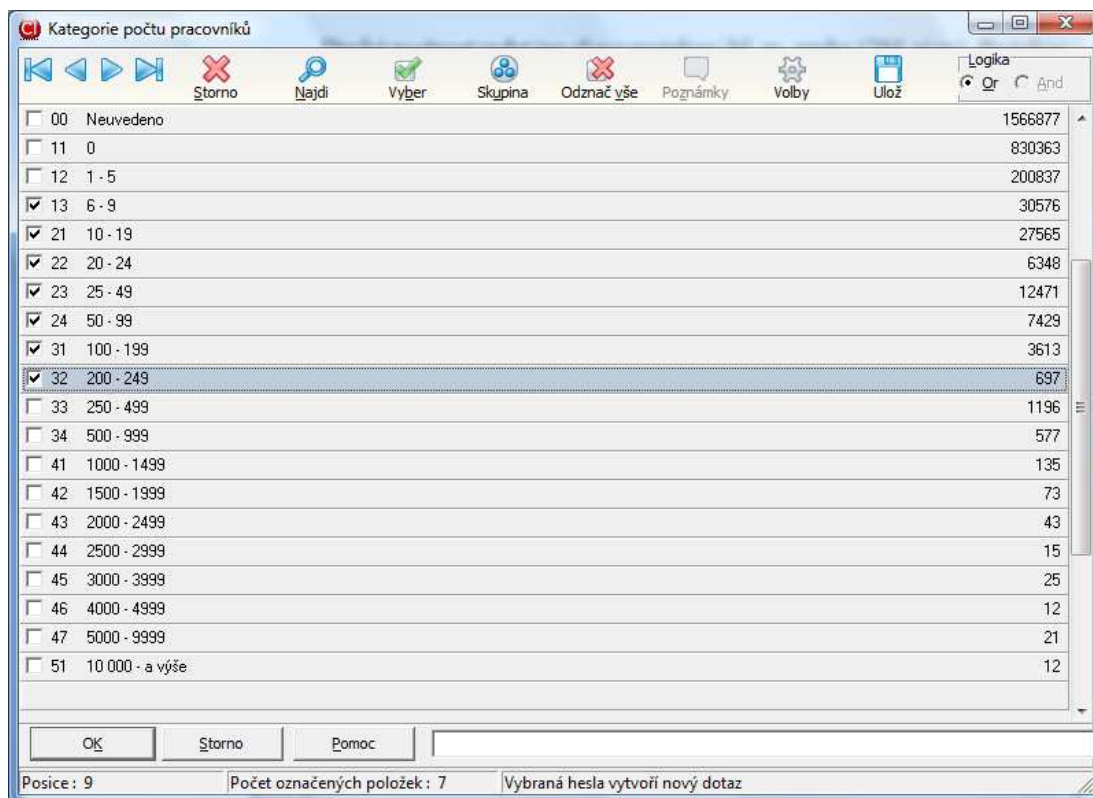 Kategorie počtu pracovníků
Storno Najdi Vyber Skupina Odznač vše Poznámky Volby Ulož Logika Or And
00 Neuvedeno 1566877
11 0 830363
12 1 - 5 200837
13 6 - 9 30576
21 10 - 19 27565
22 20 - 24 6348
23 25 - 49 12471
24 50 - 99 7429
31 100 - 199 3613
32 200 - 249 697
33 250 - 499 1196
34 500 - 999 577
41 1000 - 1499 135
42 1500 - 1999 73
43 2000 - 2499 43
44 2500 - 2999 15
45 3000 - 3999 25
46 4000 - 4999 12
47 5000 - 9999 21
51 10 000 - a výše 12
OK Storno Pomoc
Posice : 9 Počet označených položek : 7 Vybraná hesla vytvoří nový dotaz